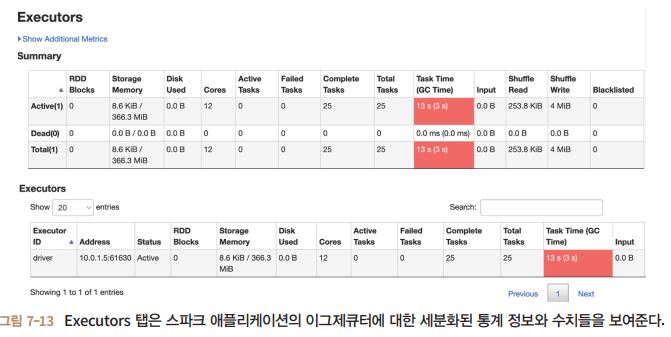 Executors
Show Additional Metrics
Summary
RDD Blocks Storage Memory Disk Used Cores Active Tasks Failed Tasks Complete Tasks Total Tasks Task Time (GC Time) Input Shuffle Read Shuffle Write Blacklisted
Active(1) 0 8.6 KiB / 366.3 MiB 0.0 B 12 0 0 25 25 13 s (3 s) 0.0 B 253.8 KiB 4 MiB 0
Dead(0) 0 0.0 B / 0.0 B 0.0 B 0 0 0 0 0 0.0 ms (0.0 ms) 0.0 B 0.0 B 0.0 B 0
Total(1) 0 8.6 KiB / 366.3 MiB 0.0 B 12 0 0 25 25 13 s (3 s) 0.0 B 253.8 KiB 4 MiB 0
Executors
Show 20 entries Search:
Executor ID Address Status RDD Blocks Storage Memory Disk Used Cores Active Tasks Failed Tasks Complete Tasks Total Tasks Task Time (GC Time) Input
driver 10.0.1.5:61630 Active 0 8.6 KiB / 366.3 MiB 0.0 B 12 0 0 25 25 13 s (3 s) 0.0 B
Showing 1 to 1 of 1 entries Previous 1 Next
그림 7-13 Executors 탭은 스파크 애플리케이션의 이그제큐터에 대한 세분화된 통계 정보와 수치들을 보여준다.